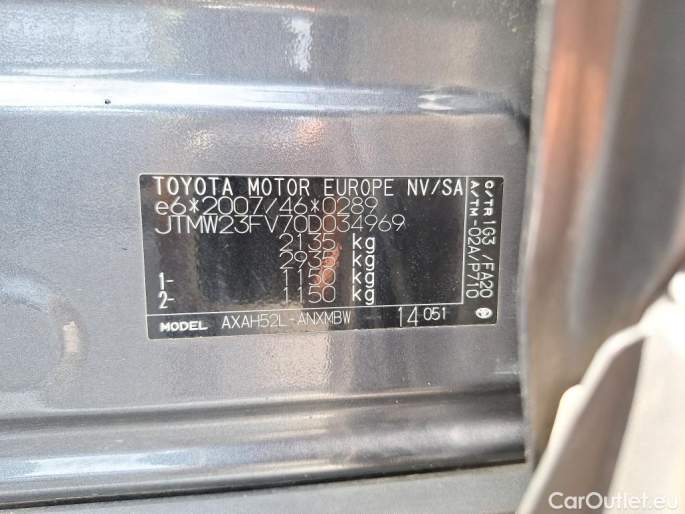 TOYOTA MOTOR EUROPE NV/SA
e6*2007/46*0289
JTMW23FV70D034969
2135 kg
2935 kg
1- 1150 kg
2- 1150 kg
MODEL AXAH52L-ANXMBW 14 051
C/TR 1G3 /FA20
A/TM -02A/P710
CarOutlet.eu